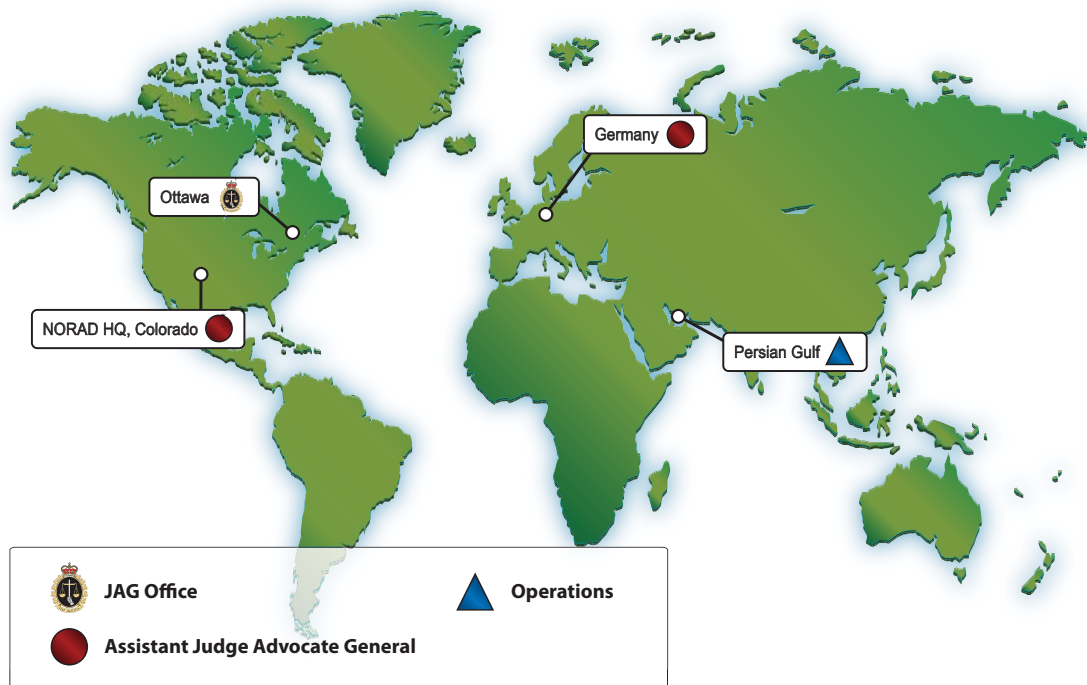 Germany
Ottawa
NORAD HQ, Colorado
Persian Gulf
JAG Office
Operations
Assistant Judge Advocate General